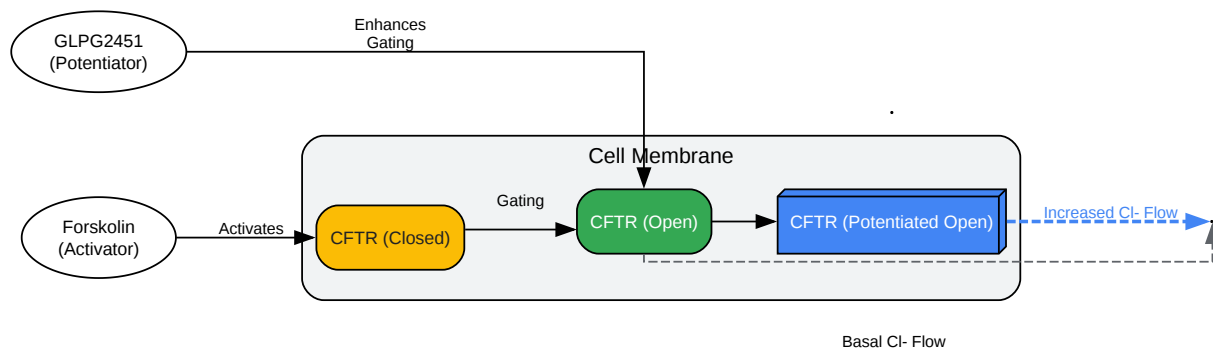 GLPG2451
(Potentiator)
Enhances
Gating
Cell Membrane
Forskolin
(Activator)
Activates
CFTR (Closed)
Gating
CFTR (Open)
CFTR (Potentiated Open)
Increased Cl- Flow
Basal Cl- Flow